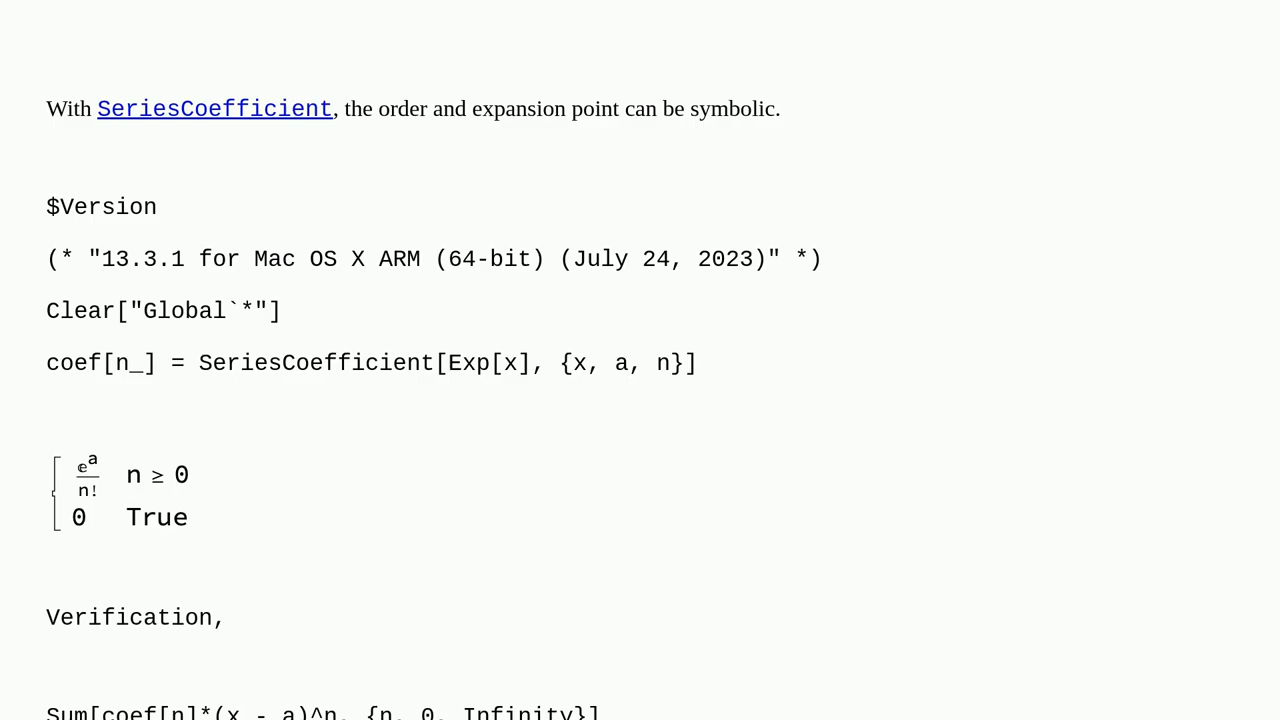 With SeriesCoefficient, the order and expansion point can be symbolic.
$Version
(* "13.3.1 for Mac OS X ARM (64-bit) (July 24, 2023)" *)
Clear["Global`*"]
coef[n_] = SeriesCoefficient[Exp[x], {x, a, n}]
ⅇ^a/n! n ≥ 0
0 True
Verification,
Sum[coef[n]*(x - a)^n, {n, 0, Infinity}]